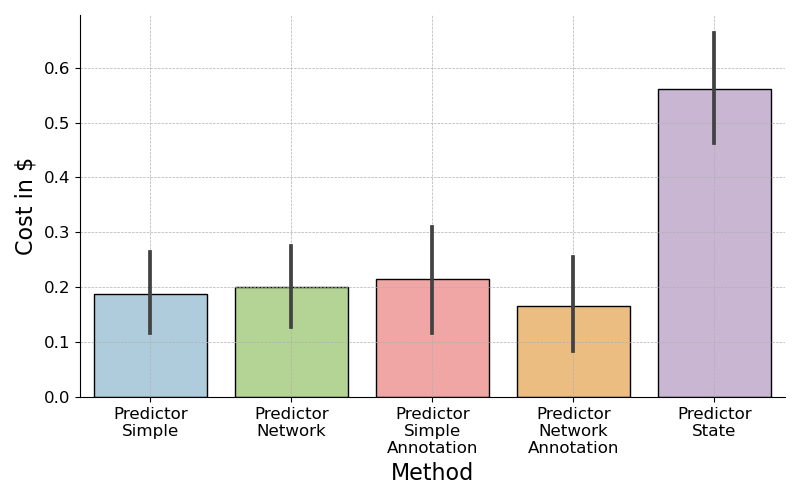 Cost in $
0.6
0.5
0.4
0.3
0.2
0.1
0.0
Predictor
Simple
Predictor
Network
Predictor
Simple
Annotation
Predictor
Network
Annotation
Predictor
State
Method